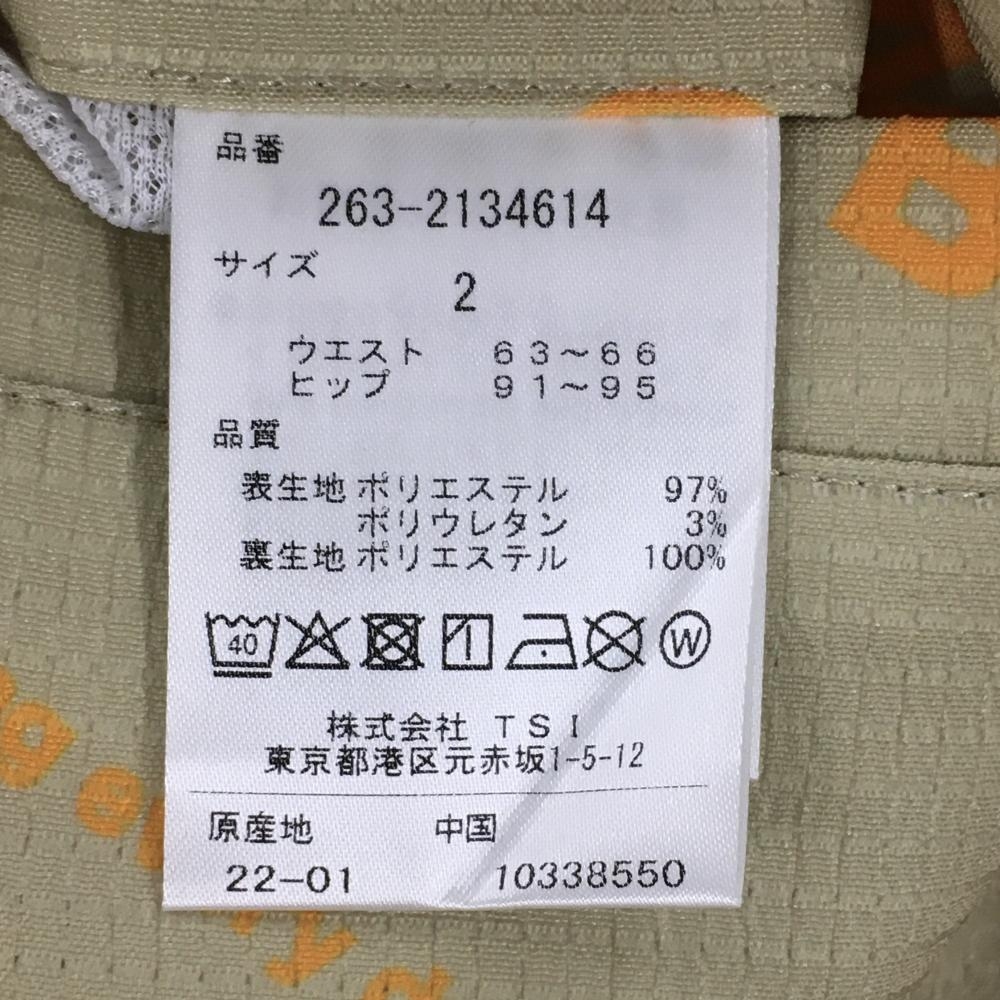 品番
263-2134614
サイズ
2
ウエスト 63～66
ヒップ 91～95
品質
表生地 ポリエステル 97%
ポリウレタン 3%
裏生地 ポリエステル 100%
40 W
株式会社 TSI
東京都港区元赤坂1-5-12
原産地 中国
22-01 10338550